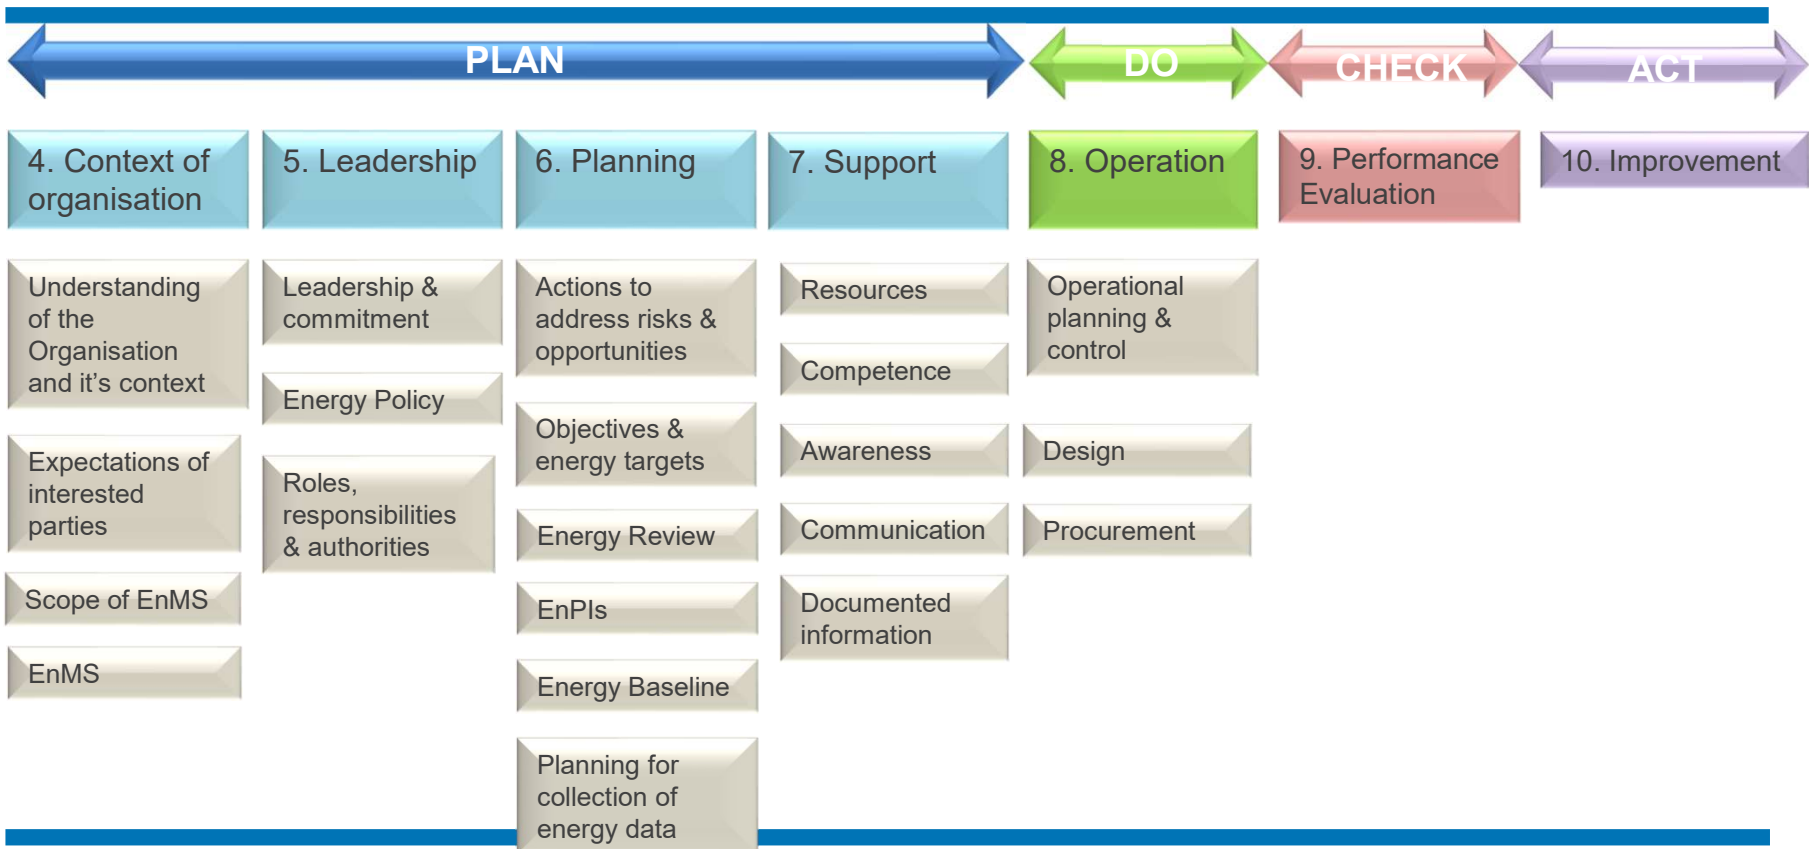 PLAN
DO
CHECK
ACT
4. Context of
organisation
5. Leadership
6. Planning
7. Support
8. Operation
9. Performance
Evaluation
10. Improvement
Understanding
of the
Organisation
and it’s context
Expectations of
interested
parties
Scope of EnMS
EnMS
Leadership &
commitment
Energy Policy
Roles,
responsibilities
& authorities
Actions to
address risks &
opportunities
Objectives &
energy targets
Energy Review
EnPIs
Energy Baseline
Planning for
collection of
energy data
Resources
Competence
Awareness
Communication
Documented
information
Operational
planning &
control
Design
Procurement